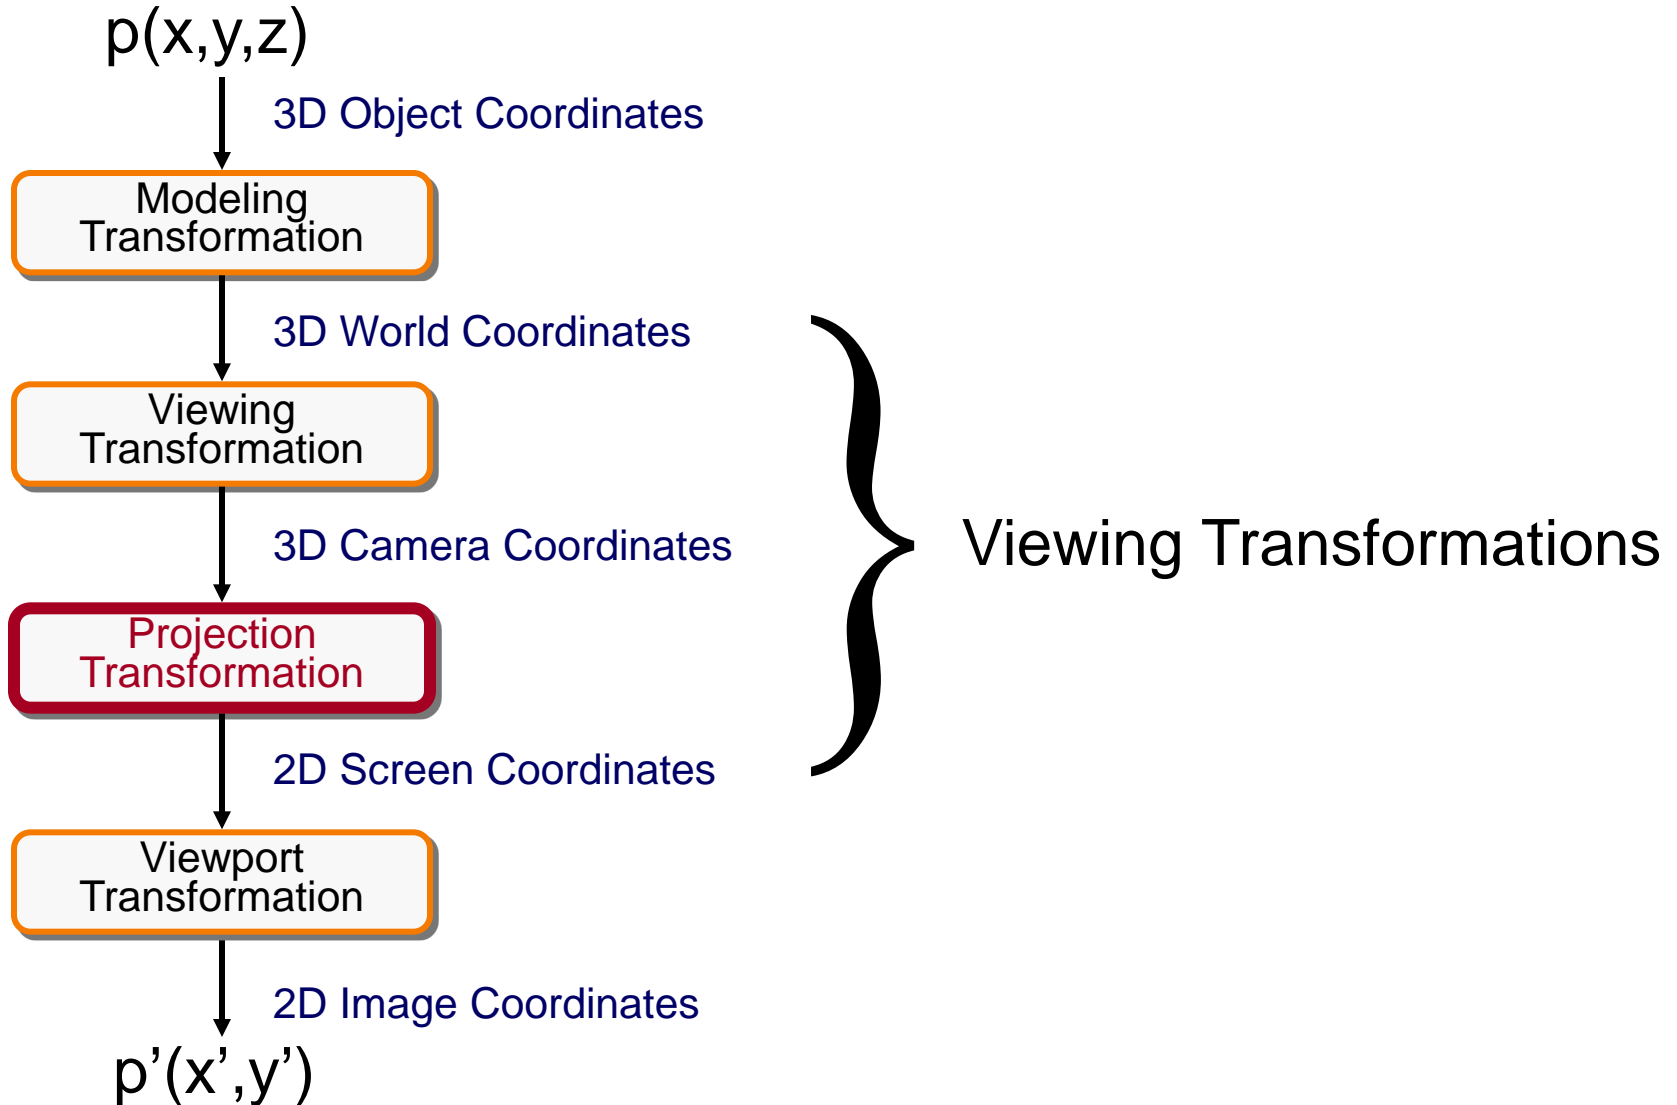 p(x,y,z)
3D Object Coordinates
Modeling
Transformation
3D World Coordinates
Viewing
Transformation
3D Camera Coordinates
Viewing Transformations
Projection
Transformation
2D Screen Coordinates
Viewport
Transformation
2D Image Coordinates
p’(x’,y’)